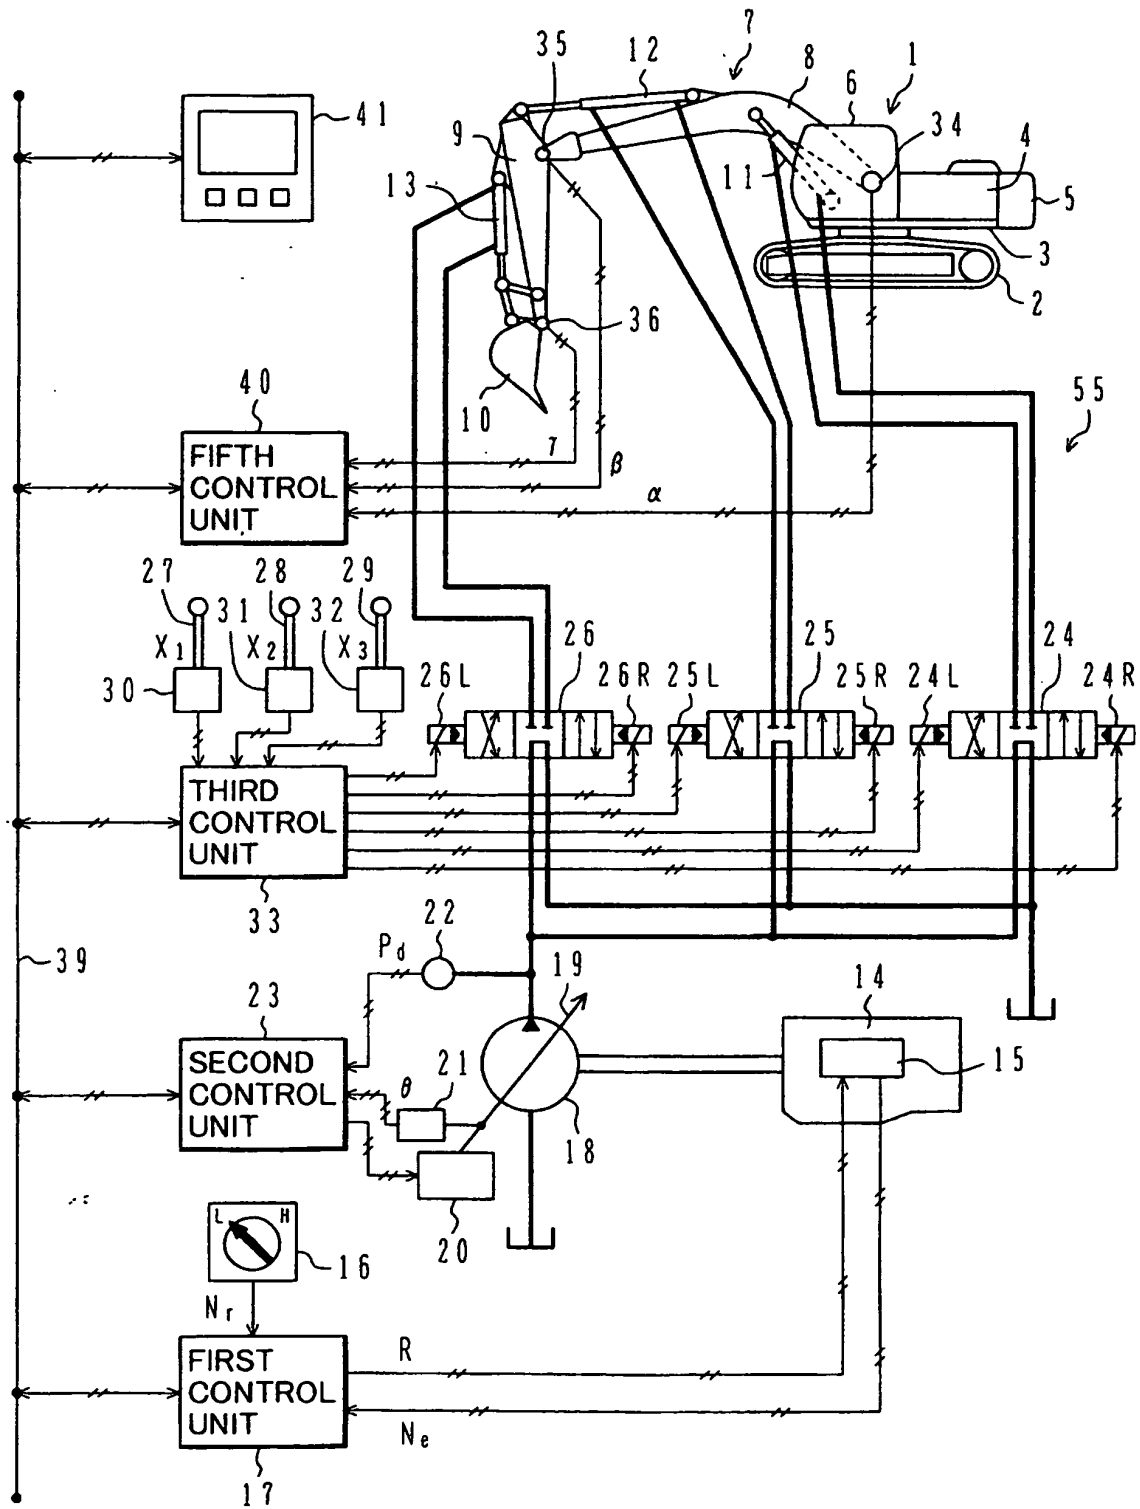 7
35
12
8
1
6
41
9
34
4
13
11
5
3
2
36
40
10
55
FIFTH
CONTROL
UNIT
γ
β
α
27
28
29
31
32
X1
X2
X3
30
26
25
24
26L
26R
25L
25R
24L
24R
THIRD
CONTROL
UNIT
33
22
Pd
39
19
14
23
15
SECOND
CONTROL
UNIT
θ
21
18
20
L
H
16
Nr
FIRST
CONTROL
UNIT
R
Ne
17